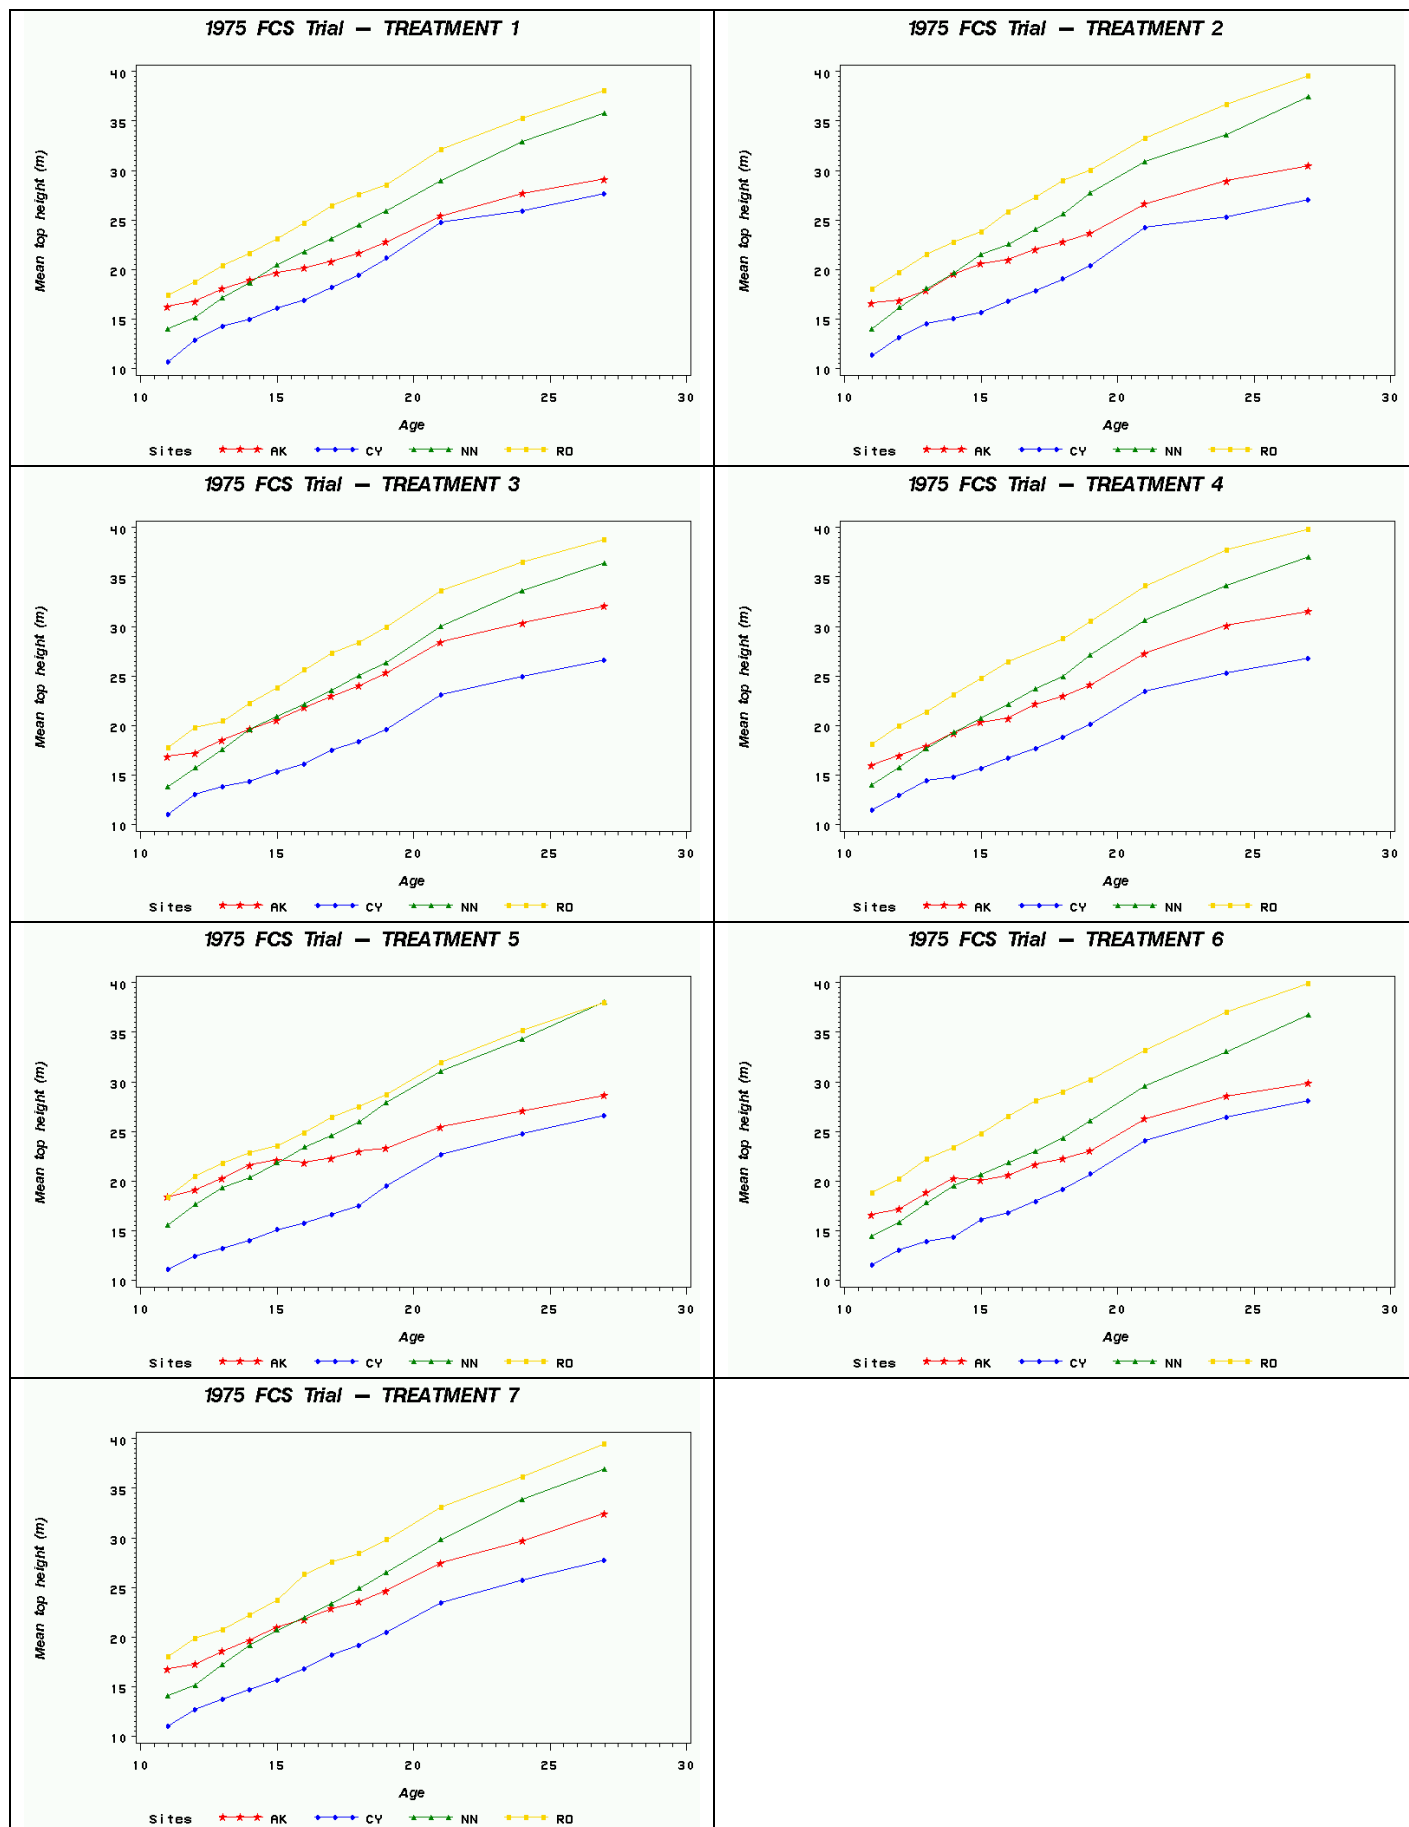 1975 FCS Trial – TREATMENT 1
Mean top height (m)
40
35
30
25
20
15
10
10 15 20 25 30
Age
Sites AK CY NN RO
1975 FCS Trial – TREATMENT 2
Mean top height (m)
40
35
30
25
20
15
10
10 15 20 25 30
Age
Sites AK CY NN RO
1975 FCS Trial – TREATMENT 3
Mean top height (m)
40
35
30
25
20
15
10
10 15 20 25 30
Age
Sites AK CY NN RO
1975 FCS Trial – TREATMENT 4
Mean top height (m)
40
35
30
25
20
15
10
10 15 20 25 30
Age
Sites AK CY NN RO
1975 FCS Trial – TREATMENT 5
Mean top height (m)
40
35
30
25
20
15
10
10 15 20 25 30
Age
Sites AK CY NN RO
1975 FCS Trial – TREATMENT 6
Mean top height (m)
40
35
30
25
20
15
10
10 15 20 25 30
Age
Sites AK CY NN RO
1975 FCS Trial – TREATMENT 7
Mean top height (m)
40
35
30
25
20
15
10
10 15 20 25 30
Age
Sites AK CY NN RO